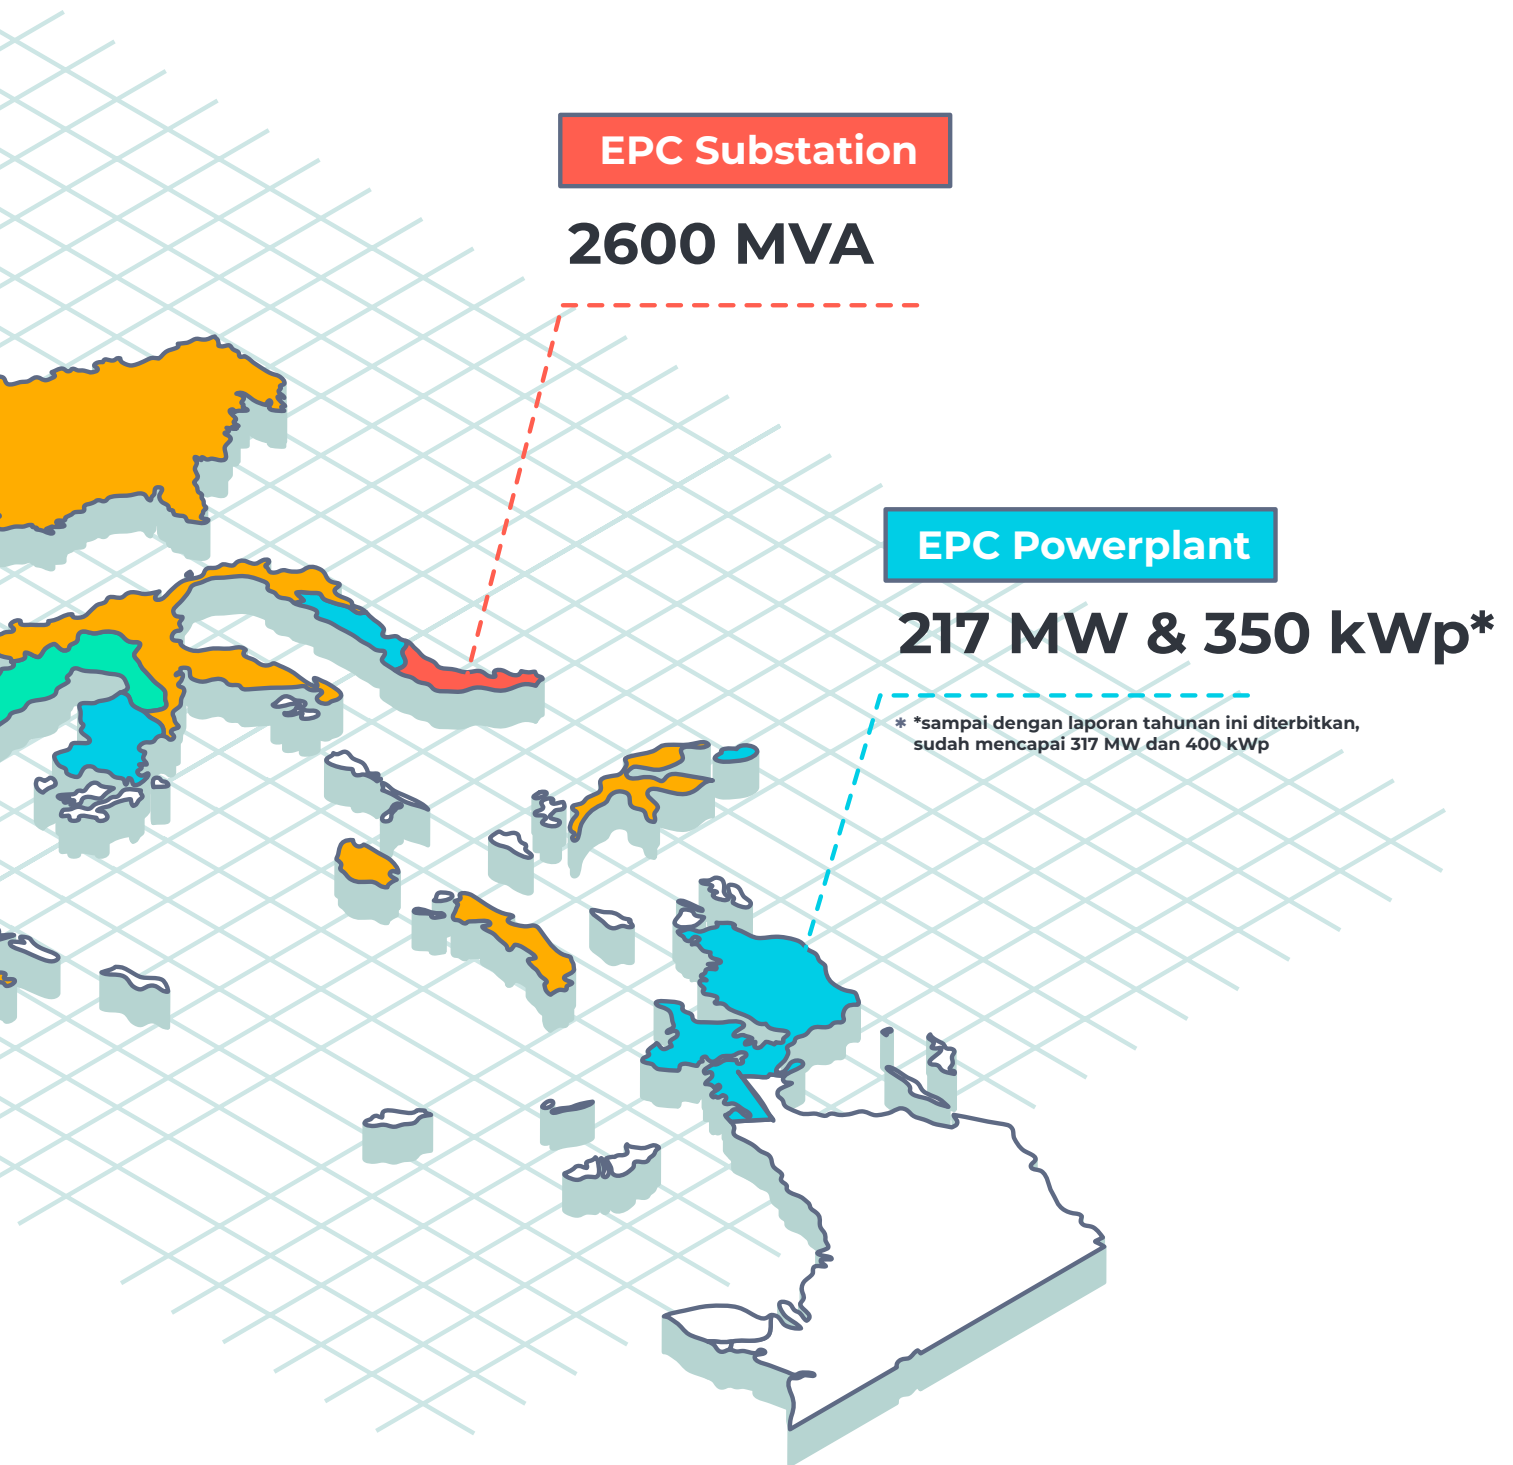 EPC Substation
2600 MVA
EPC Powerplant
217 MW & 350 kWp*
* *sampai dengan laporan tahunan ini diterbitkan,
sudah mencapai 317 MW dan 400 kWp